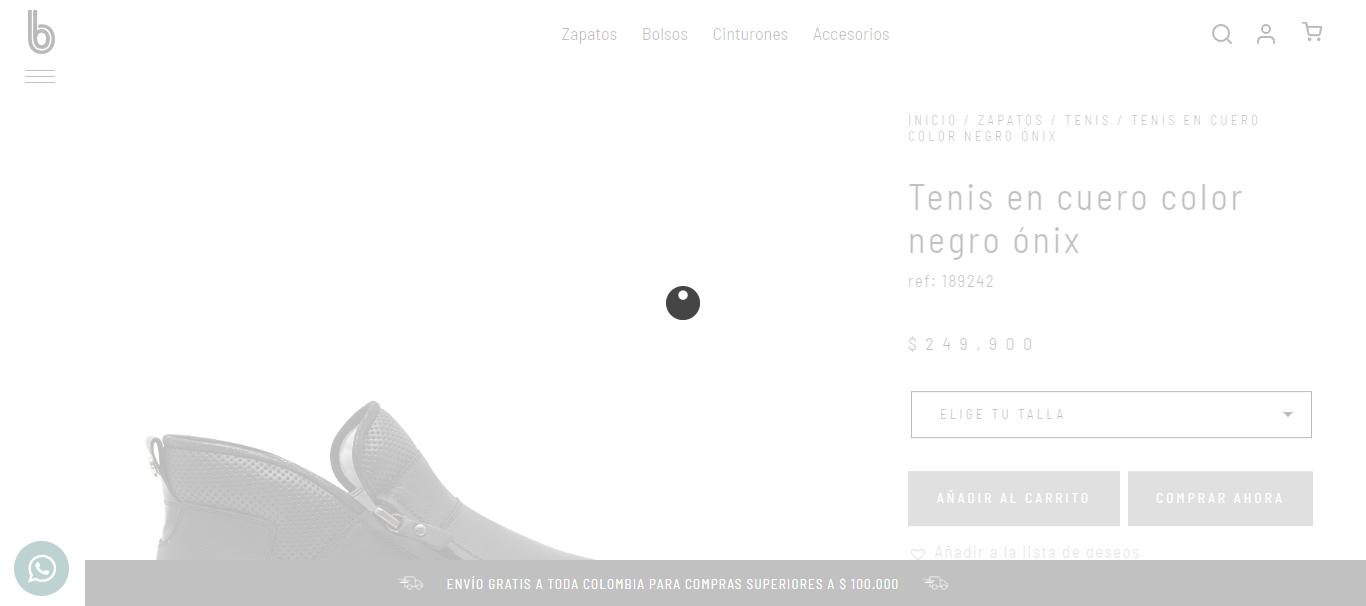 b
Zapatos Bolsos Cinturones Accesorios
INICIO / ZAPATOS / TENIS / TENIS EN CUERO
COLOR NEGRO ÓNIX
Tenis en cuero color
negro ónix
ref: 189242
$249,900
ELIGE TU TALLA
AÑADIR AL CARRITO COMPRAR AHORA
Añadir a la lista de deseos
ENVÍO GRATIS A TODA COLOMBIA PARA COMPRAS SUPERIORES A $ 100.000